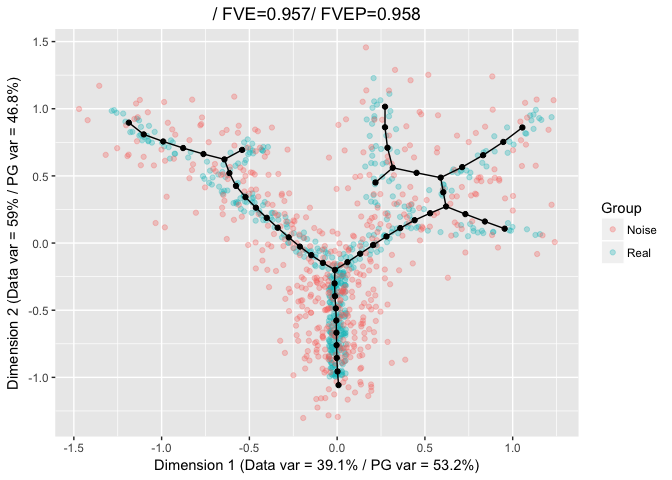 / FVE=0.957/ FVEP=0.958
Dimension 2 (Data var = 59% / PG var = 46.8%)
1.5
1.0
0.5
0.0
-0.5
-1.0
-1.5
-1.0
-0.5
0.0
0.5
1.0
Dimension 1 (Data var = 39.1% / PG var = 53.2%)
Group
Noise
Real